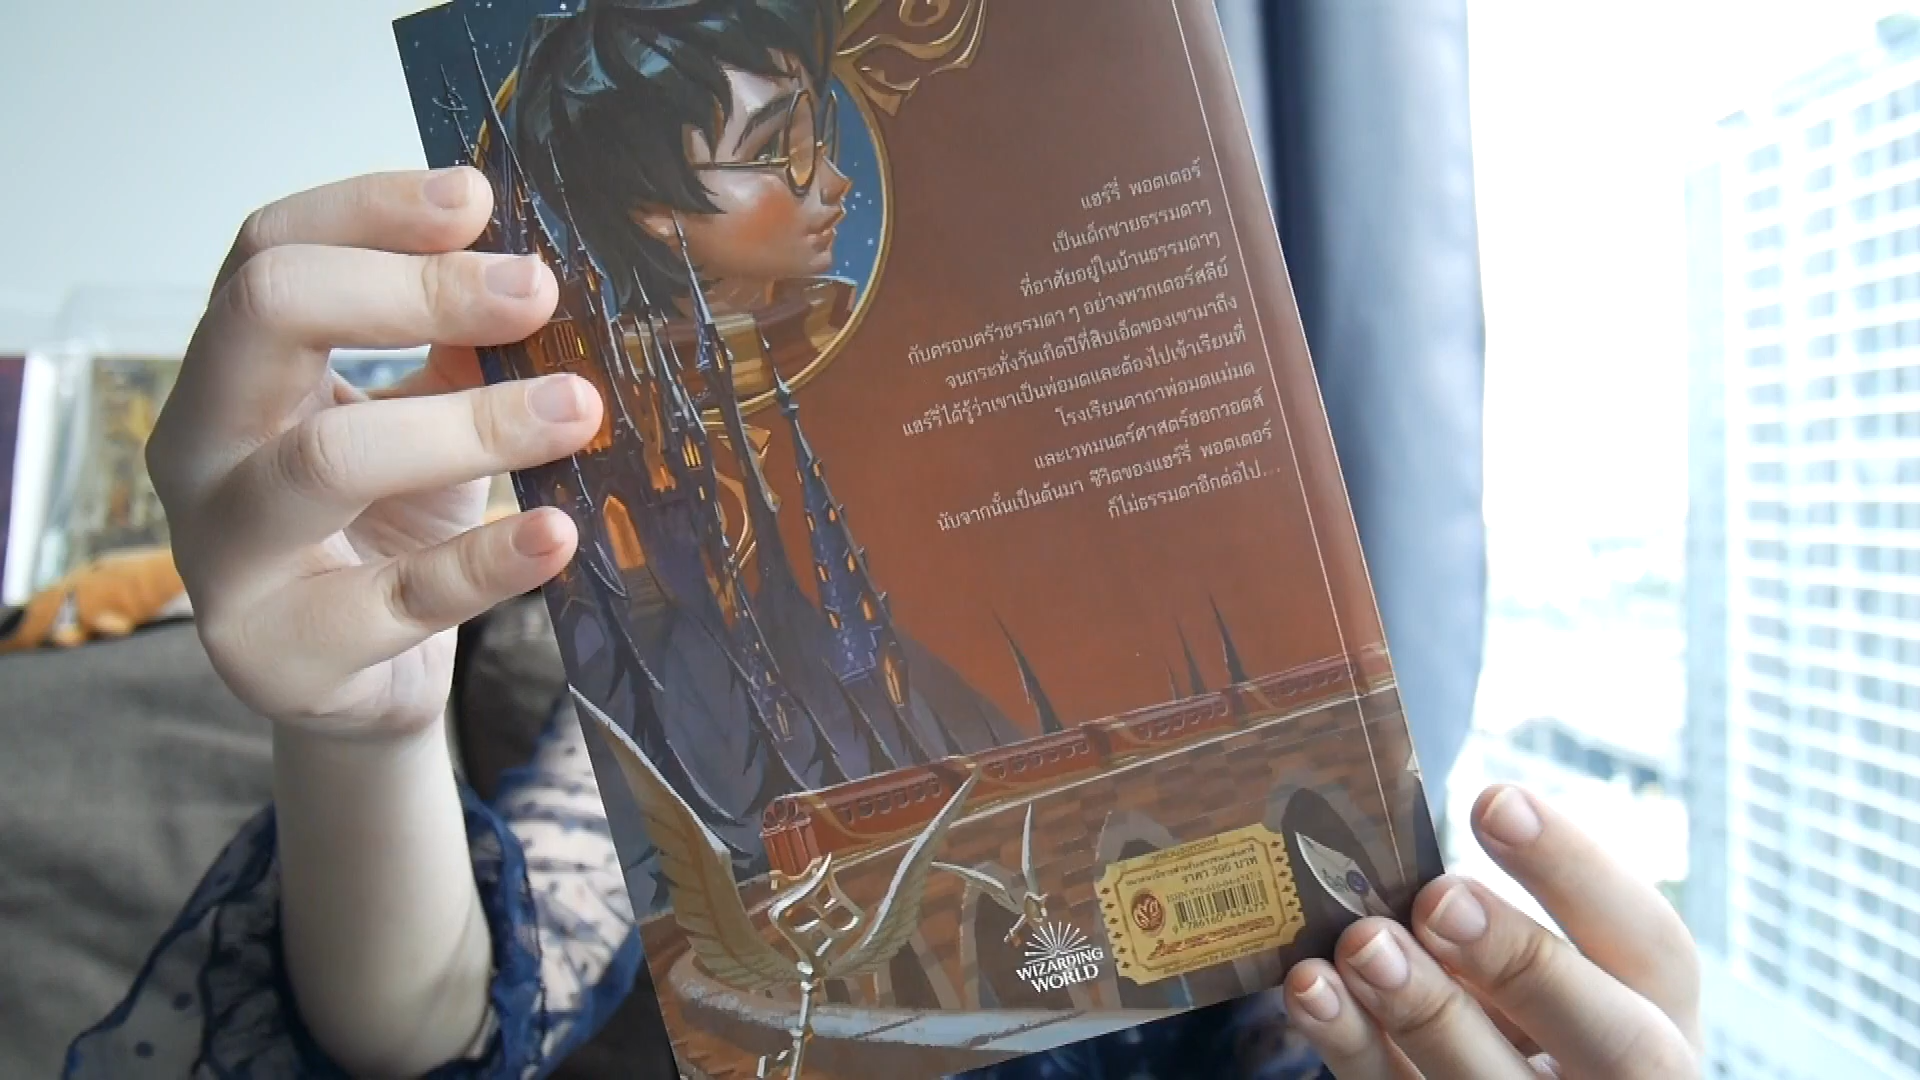 แฮร์รี่ พอตเตอร์
เป็นเด็กชายธรรมดาๆ
ที่อาศัยอยู่ในบ้านธรรมดาๆ
กับครอบครัวธรรมดา ๆ อย่างพวกเดอร์สลีย์
จนกระทั่งวันเกิดปีที่สิบเอ็ดของเขามาถึง
แฮร์รี่ได้รู้ว่าเขาเป็นพ่อมดและต้องไปเข้าเรียนที่
โรงเรียนคาถาพ่อมดแม่มด
และเวทมนตร์ศาสตร์ฮอกวอตส์
นับจากนั้นเป็นต้นมา ชีวิตของแฮร์รี่ พอตเตอร์
ก็ไม่ธรรมดาอีกต่อไป...
ราคา 395 บาท
WIZARDING
WORLD